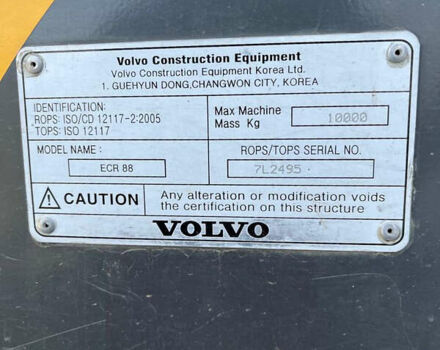 Volvo Construction Equipment
Volvo Construction Equipment Korea Ltd.
1. GUEHYUN DONG,CHANGWON CITY, KOREA
IDENTIFICATION:
ROPS: ISO/CD 12117-2:2005
TOPS: ISO 12117
Max Machine
Mass Kg
10000
MODEL NAME:
ECR 88
ROPS/TOPS SERIAL NO.
7L2495
CAUTION
Any alteration or modification voids
the certification on this structure
VOLVO